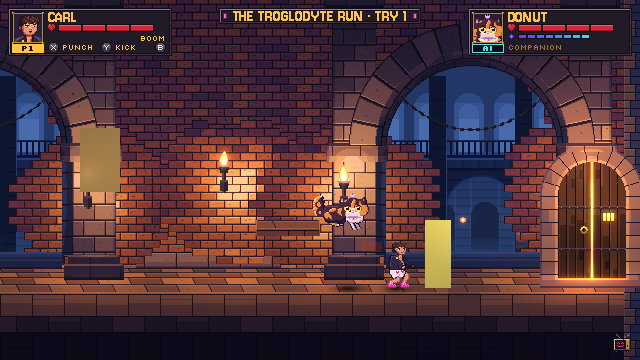 CARL
P1
X PUNCH Y KICK
BOOM
B
THE TROGLODYTE RUN · TRY 1
DONUT
AI
COMPANION